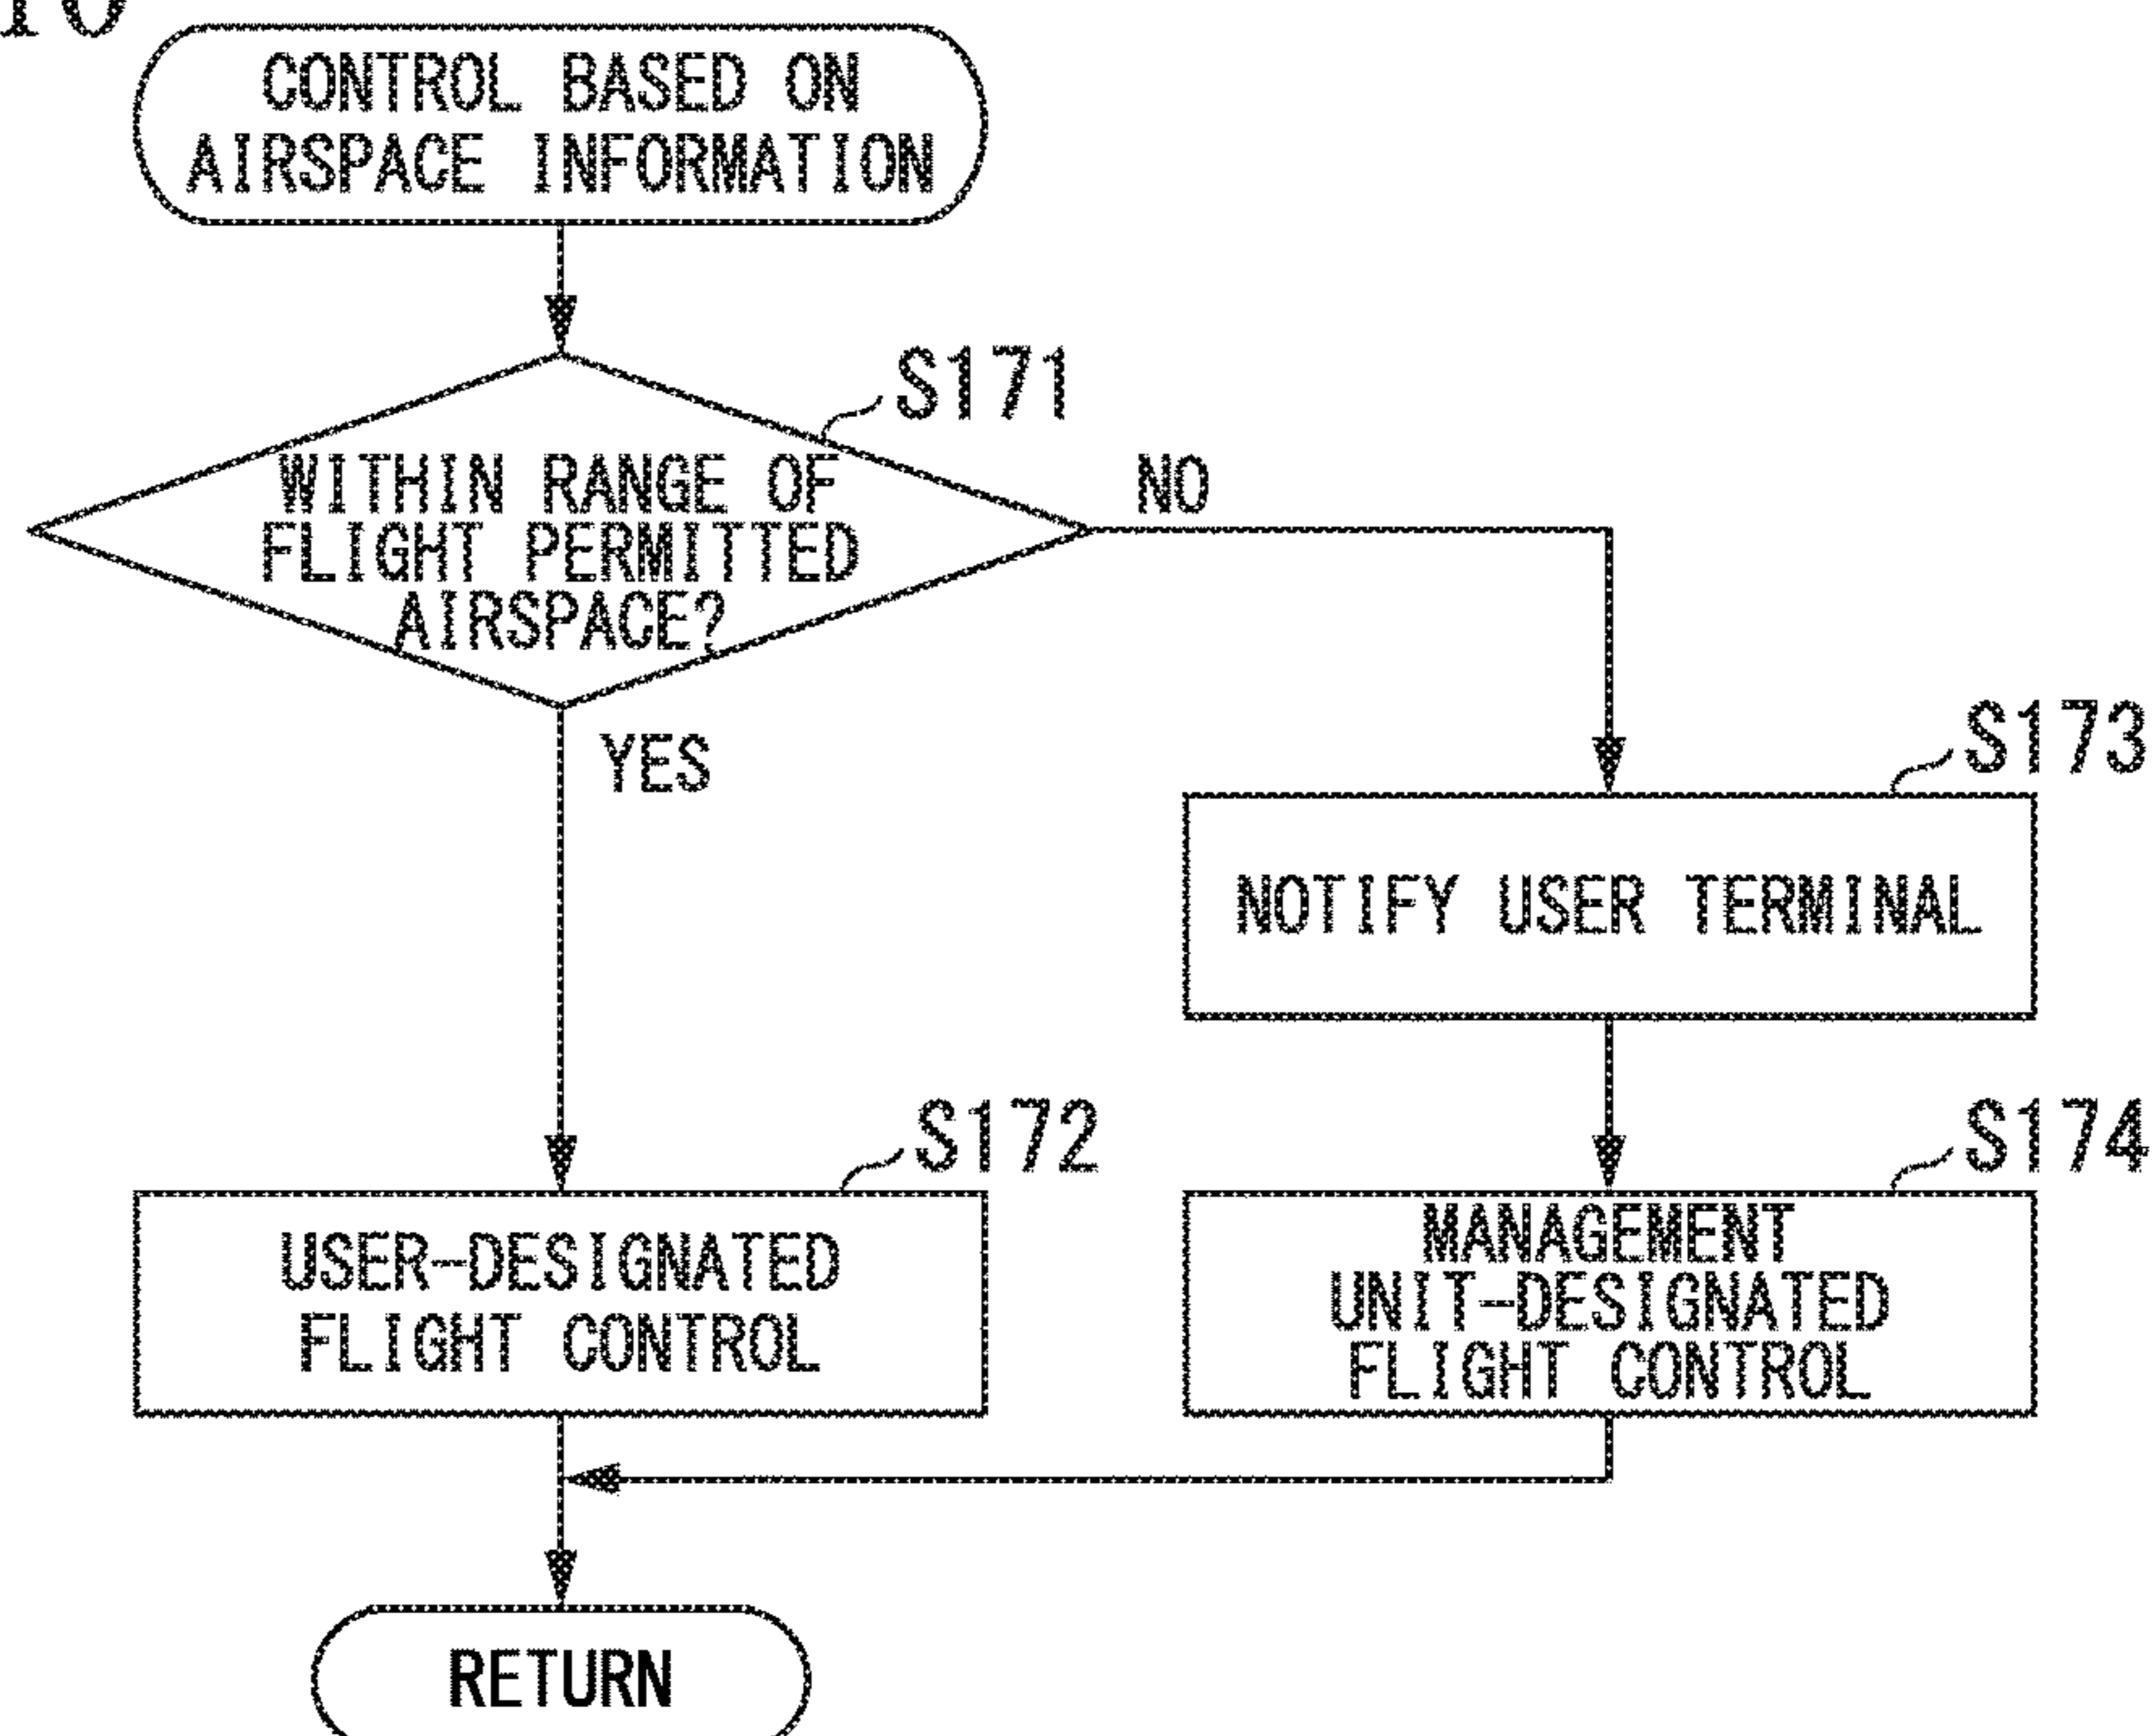 CONTROL BASED ON
AIRSPACE INFORMATION
S171
WITHIN RANGE OF
FLIGHT PERMITTED
AIRSPACE?
NO
YES
S173
NOTIFY USER TERMINAL
S172
USER-DESIGNATED
FLIGHT CONTROL
S174
MANAGEMENT
UNIT-DESIGNATED
FLIGHT CONTROL
RETURN